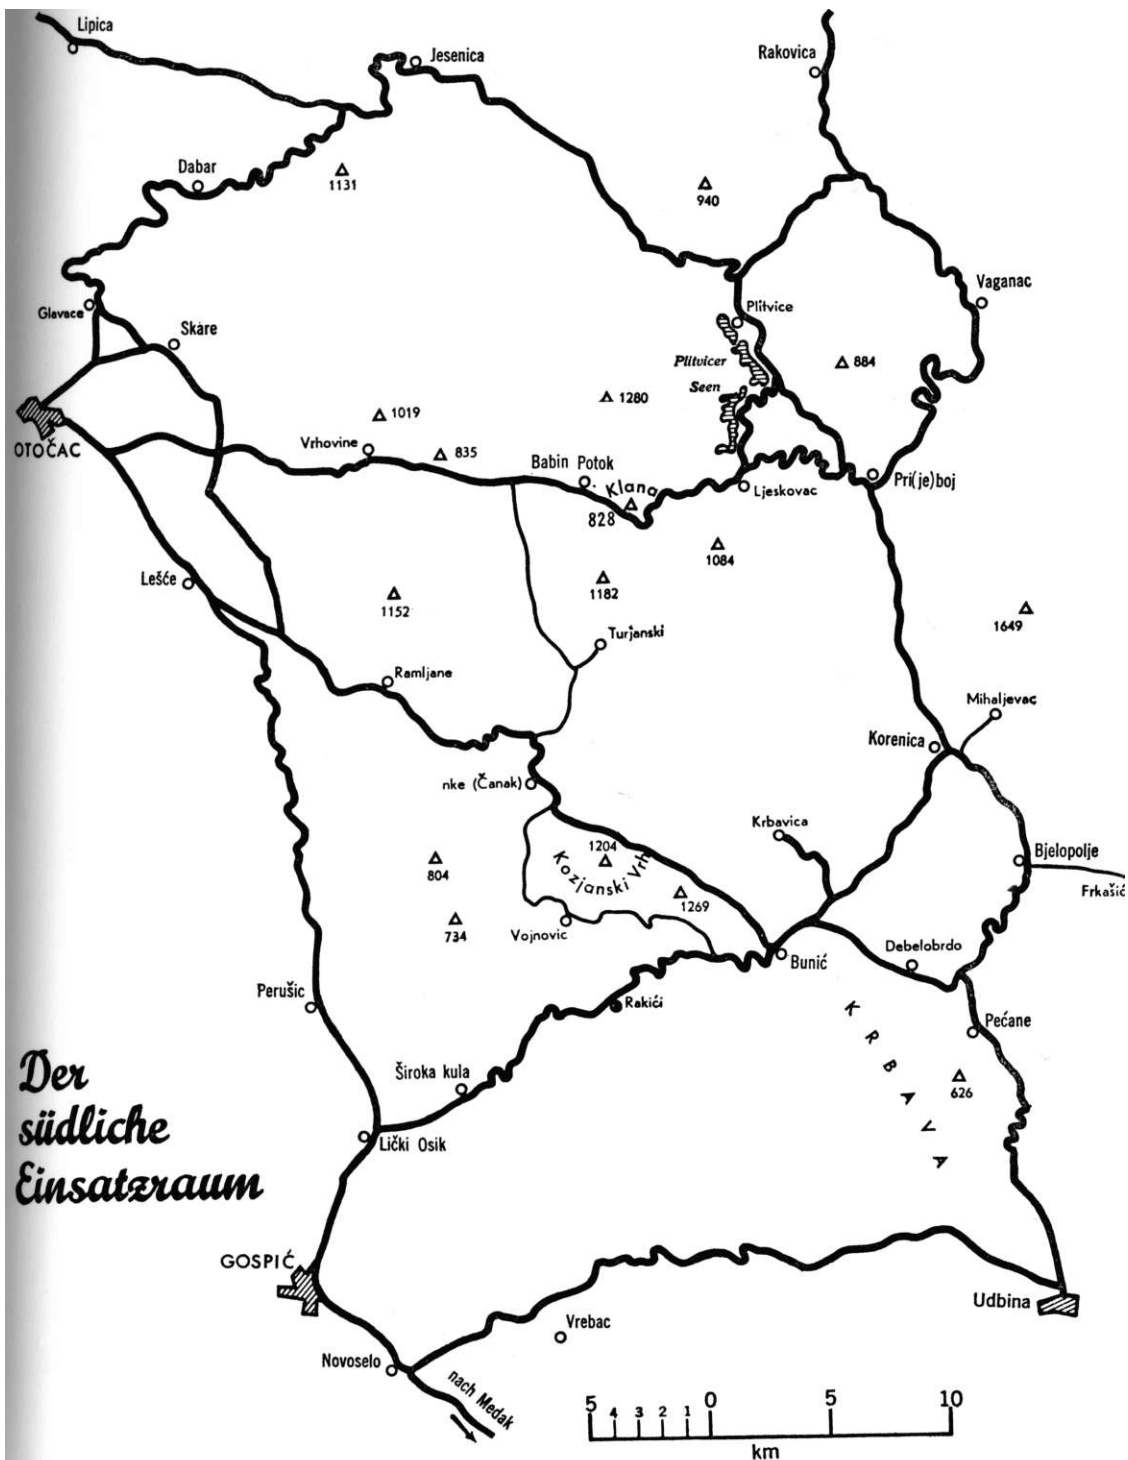 Lipica
Jesenica
Rakovica
Dabar
1131
940
Vaganac
Glavace
Plitvice
Skare
Plitvicer
884
Seen
1280
1019
OTOČAC
Vrhovine
835
Babin Potok
Klana
Pri(je)boj
Ljeskovac
828
1084
Lešće
1182
1152
1649
Turjanski
Ramljane
Mihaljevac
Korenica
nke (Čanak)
Krbavica
1204
Kozjanski Vrh
Bjelopolje
804
Frkašić
1269
734
Vojnovic
Debelobrdo
Bunić
Perušic
Rakići
KRBAVA
Pećane
Der
südliche
Einsatzraum
Široka kula
626
Lički Osik
GOSPIĆ
Udbina
Vrebac
Novoselo
nach Medak
5 4 3 2 1 0 5 10
km